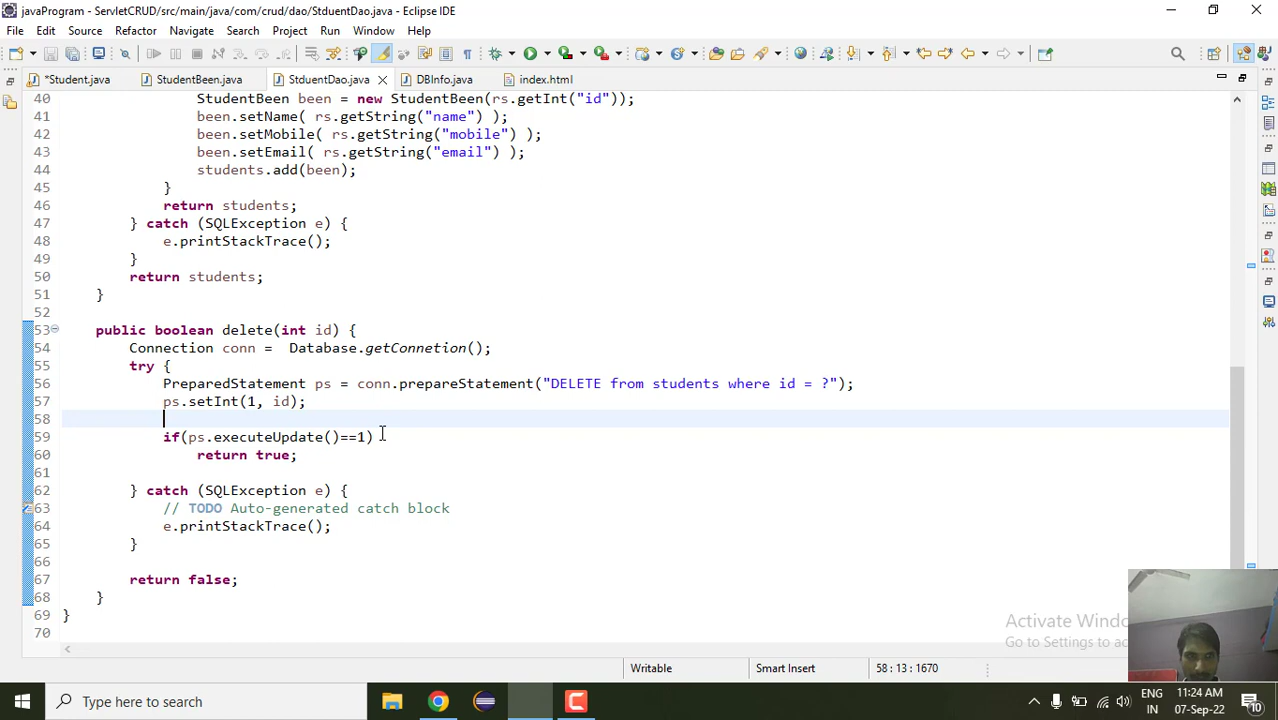 javaProgram - ServletCRUD/src/main/java/com/crud/dao/StduentDao.java - Eclipse IDE
File Edit Source Refactor Navigate Search Project Run Window Help
*Student.java StudentBeen.java StduentDao.java DBInfo.java index.html
40 StudentBeen been = new StudentBeen(rs.getInt("id"));
41 been.setName( rs.getString("name") );
42 been.setMobile( rs.getString("mobile") );
43 been.setEmail( rs.getString("email") );
44 students.add(been);
45 }
46 return students;
47 } catch (SQLException e) {
48 e.printStackTrace();
49 }
50 return students;
51 }
52
53 public boolean delete(int id) {
54 Connection conn =  Database.getConnetion();
55 try {
56 PreparedStatement ps = conn.prepareStatement("DELETE from students where id = ?");
57 ps.setInt(1, id);
58
59 if(ps.executeUpdate()==1)
60 return true;
61
62 } catch (SQLException e) {
63 // TODO Auto-generated catch block
64 e.printStackTrace();
65 }
66
67 return false;
68 }
69 }
70
Activate Wind
Go to Settings to ac
Writable Smart Insert 58 : 13 : 1670
Type here to search
ENG
IN
11:24 AM
07-Sep-22
10